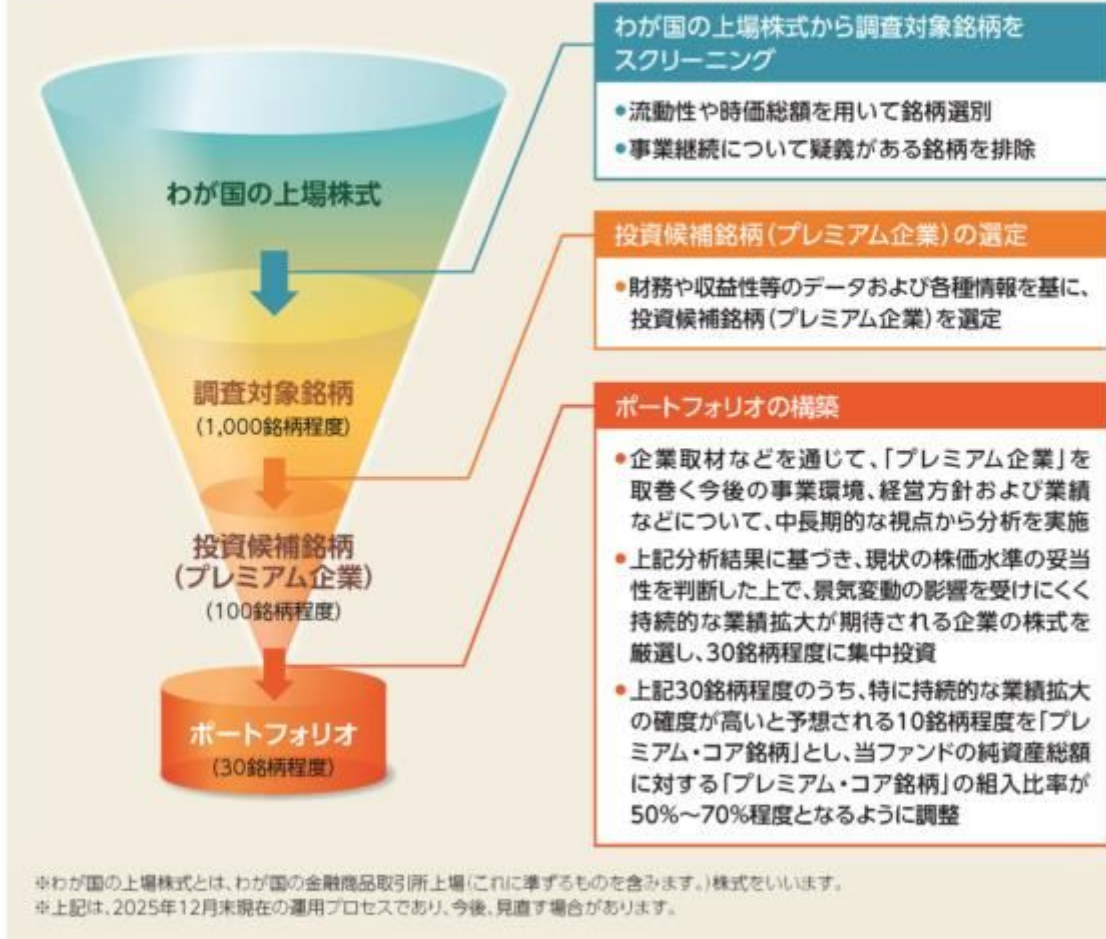 わが国の上場株式
調査対象銘柄
(1,000銘柄程度)
投資候補銘柄
(プレミアム企業)
(100銘柄程度)
ポートフォリオ
(30銘柄程度)
わが国の上場株式から調査対象銘柄を
スクリーニング
●流動性や時価総額を用いて銘柄選別
●事業継続について疑義がある銘柄を排除
投資候補銘柄(プレミアム企業)の選定
●財務や収益性等のデータおよび各種情報を基に、
投資候補銘柄(プレミアム企業)を選定
ポートフォリオの構築
●企業取材などを通じて、「プレミアム企業」を
取巻く今後の事業環境、経営方針および業績
などについて、中長期的な視点から分析を実施
●上記分析結果に基づき、現状の株価水準の妥当
性を判断した上で、景気変動の影響を受けにくく
持続的な業績拡大が期待される企業の株式を
厳選し、30銘柄程度に集中投資
●上記30銘柄程度のうち、特に持続的な業績拡大
の確度が高いと予想される10銘柄程度を「プレ
ミアム・コア銘柄」とし、当ファンドの純資産総額
に対する「プレミアム・コア銘柄」の組入比率が
50%～70%程度となるように調整
※わが国の上場株式とは、わが国の金融商品取引所上場(これに準ずるものを含みます。)株式をいいます。
※上記は、2025年12月末現在の運用プロセスであり、今後、見直す場合があります。